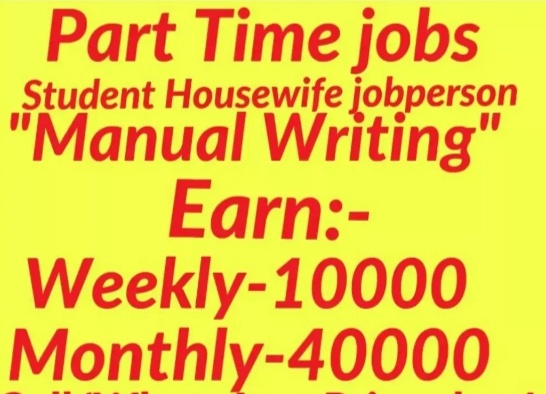 Part Time jobs
Student Housewife jobperson
"Manual Writing"
Earn:-
Weekly-10000
Monthly-40000